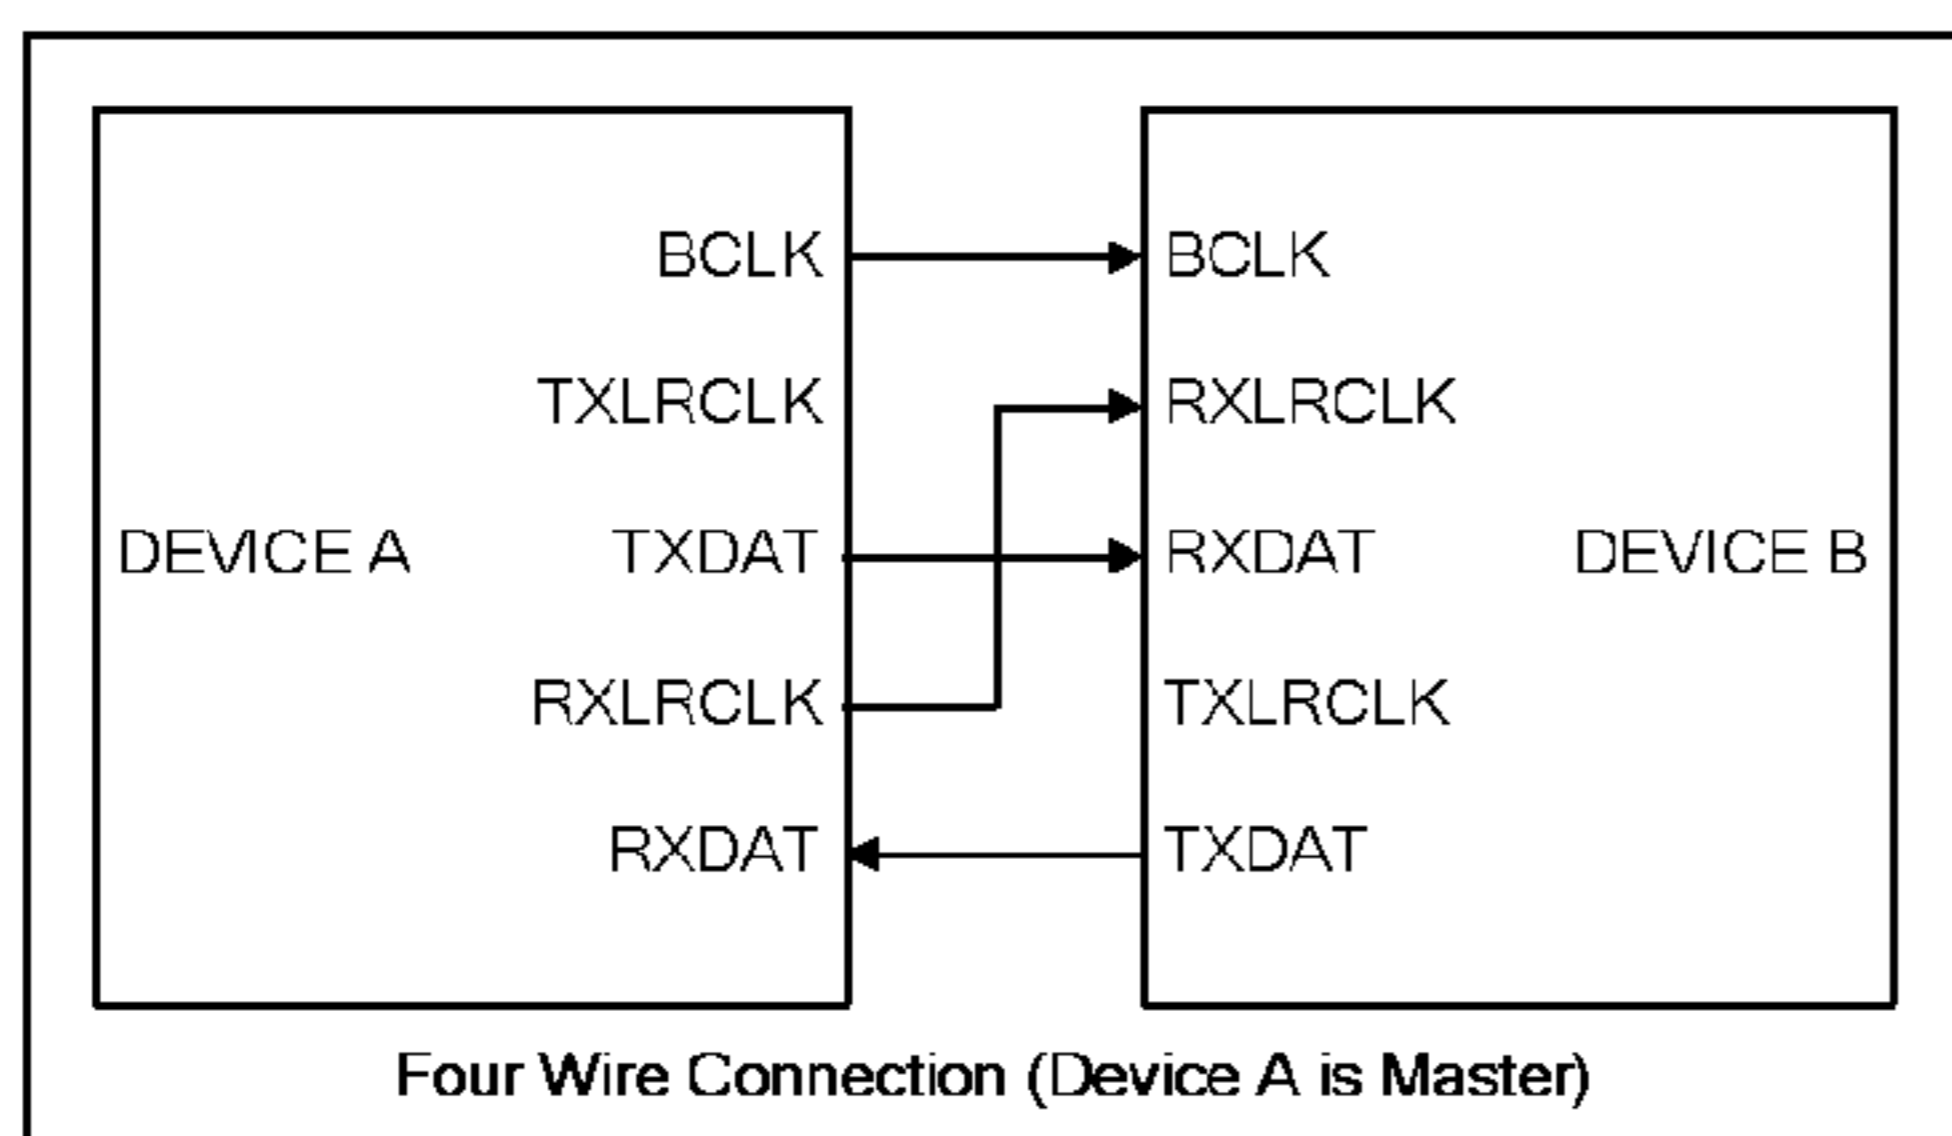 BCLK BCLK
TXLRCLK RXLRCLK
DEVICE A TXDAT RXDAT DEVICE B
RXLRCLK TXLRCLK
RXDAT TXDAT
Four Wire Connection (Device A is Master)